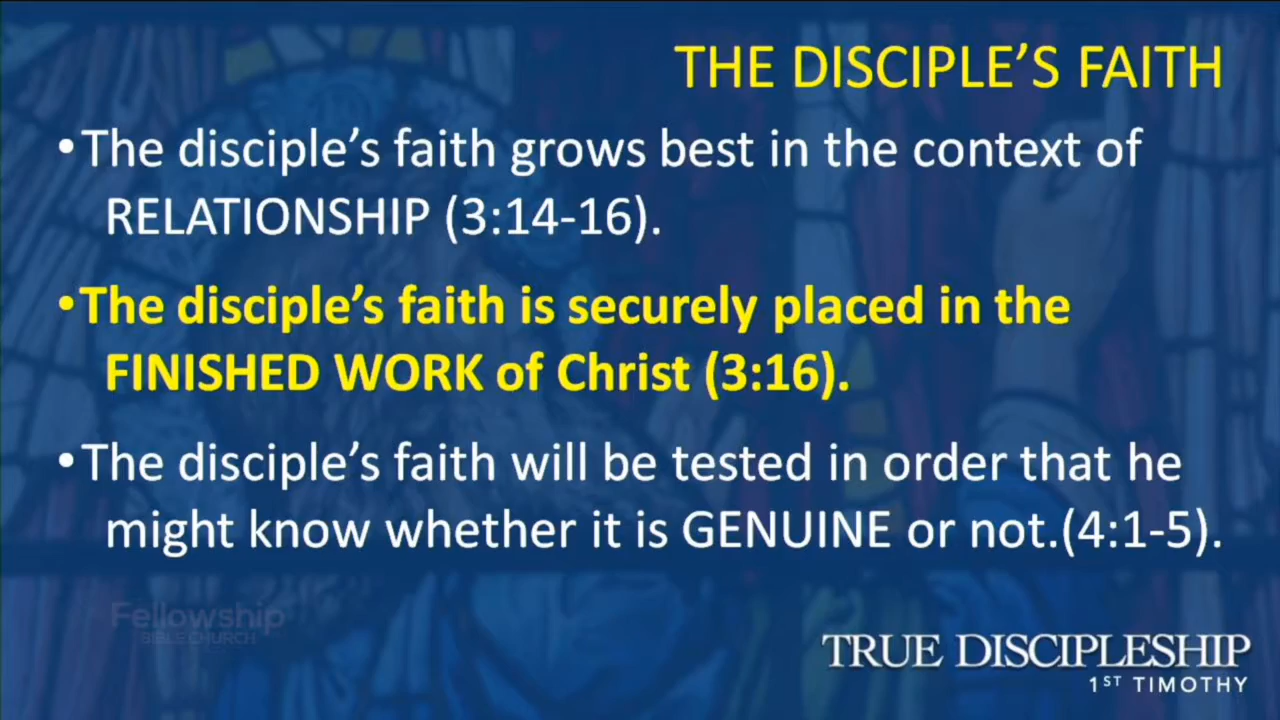 THE DISCIPLE’S FAITH
•The disciple’s faith grows best in the context of
RELATIONSHIP (3:14-16).
•The disciple’s faith is securely placed in the
FINISHED WORK of Christ (3:16).
•The disciple’s faith will be tested in order that he
might know whether it is GENUINE or not.(4:1-5).
Fellowship
BIBLE CHURCH
TRUE DISCIPLESHIP
1ST TIMOTHY